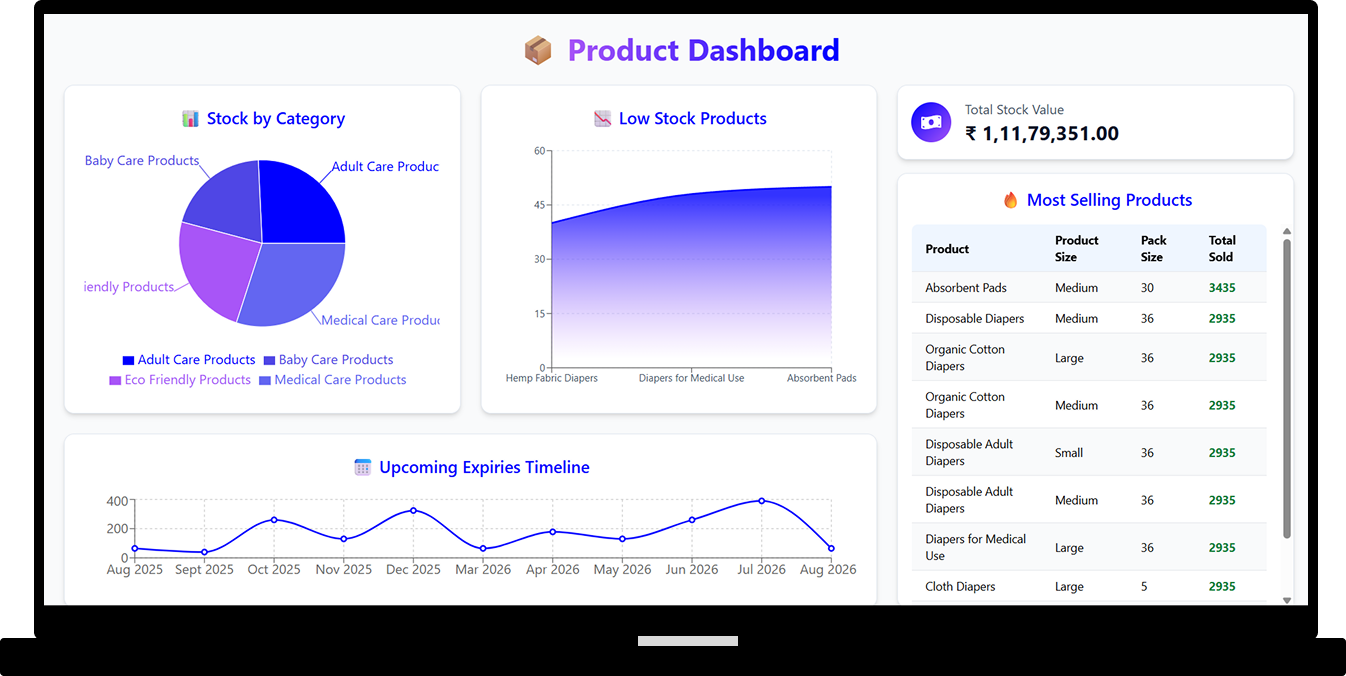 Product Dashboard
Stock by Category
Baby Care Products
Adult Care Produc
iendly Products
Medical Care Produc
Adult Care Products Baby Care Products
Eco Friendly Products Medical Care Products
Low Stock Products
60
45
30
15
0
Hemp Fabric Diapers Diapers for Medical Use Absorbent Pads
Total Stock Value
₹ 1,11,79,351.00
Most Selling Products
Product Product Size Pack Size Total Sold
Absorbent Pads Medium 30 3435
Disposable Diapers Medium 36 2935
Organic Cotton
Diapers Large 36 2935
Organic Cotton
Diapers Medium 36 2935
Disposable Adult
Diapers Small 36 2935
Disposable Adult
Diapers Medium 36 2935
Diapers for Medical
Use Large 36 2935
Cloth Diapers Large 5 2935
Upcoming Expiries Timeline
400
200
0
Aug 2025 Sept 2025 Oct 2025 Nov 2025 Dec 2025 Mar 2026 Apr 2026 May 2026 Jun 2026 Jul 2026 Aug 2026